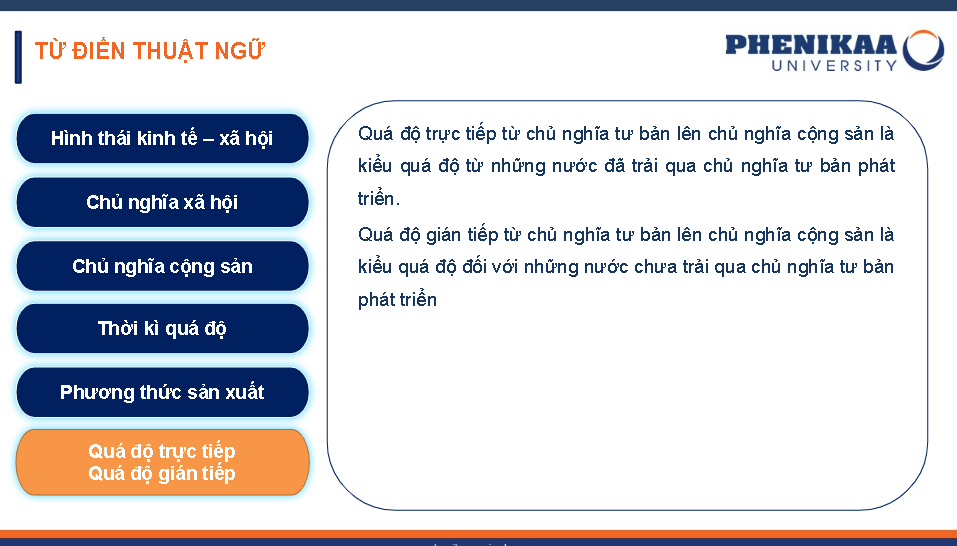 TỪ ĐIỂN THUẬT NGỮ
PHENIKAA
UNIVERSITY
Hình thái kinh tế – xã hội
Chủ nghĩa xã hội
Chủ nghĩa cộng sản
Thời kì quá độ
Phương thức sản xuất
Quá độ trực tiếp
Quá độ gián tiếp
Quá độ trực tiếp từ chủ nghĩa tư bản lên chủ nghĩa cộng sản là
kiểu quá độ từ những nước đã trải qua chủ nghĩa tư bản phát
triển.
Quá độ gián tiếp từ chủ nghĩa tư bản lên chủ nghĩa cộng sản là
kiểu quá độ đối với những nước chưa trải qua chủ nghĩa tư bản
phát triển